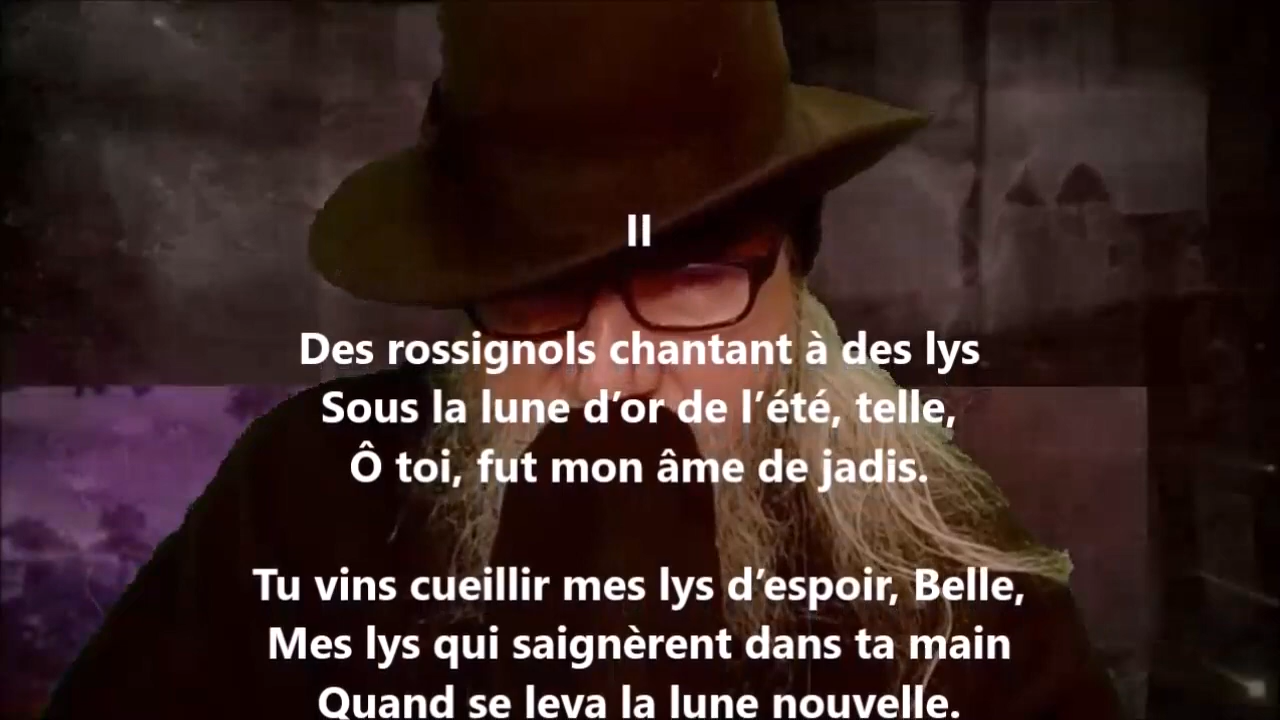 II
Des rossignols chantant à des lys
Sous la lune d’or de l’été, telle,
Ô toi, fut mon âme de jadis.
Tu vins cueillir mes lys d’espoir, Belle,
Mes lys qui saignèrent dans ta main
Quand se leva la lune nouvelle.